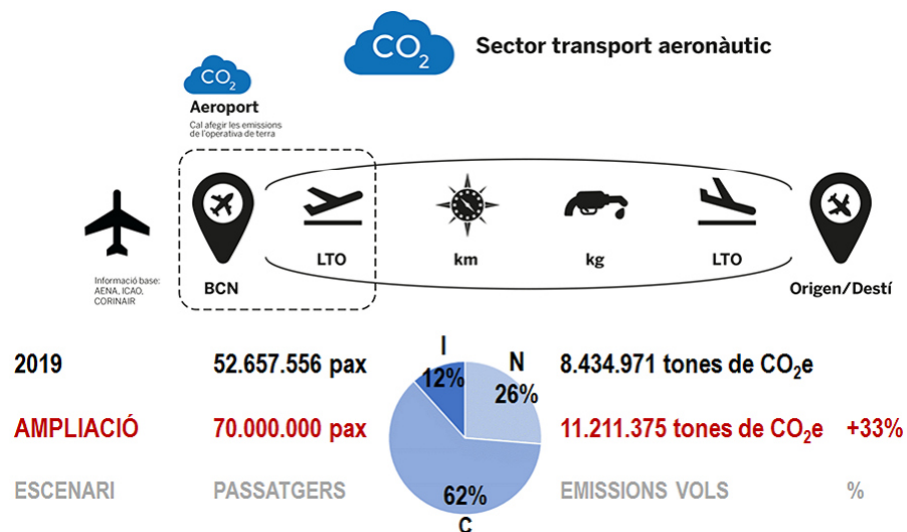 CO2
Sector transport aeronàutic
CO2
Aeroport
Cal afegir les emissions
de l'operativa de terra
Informació base:
AENA, ICAO,
CORINAIR
BCN
LTO
km
kg
LTO
Origen/Destí
2019
52.657.556 pax
I
12%
N
26%
8.434.971 tones de CO2e
AMPLIACIÓ
70.000.000 pax
11.211.375 tones de CO2e
+33%
ESCENARI
PASSATGERS
62%
C
EMISSIONS VOLS
%